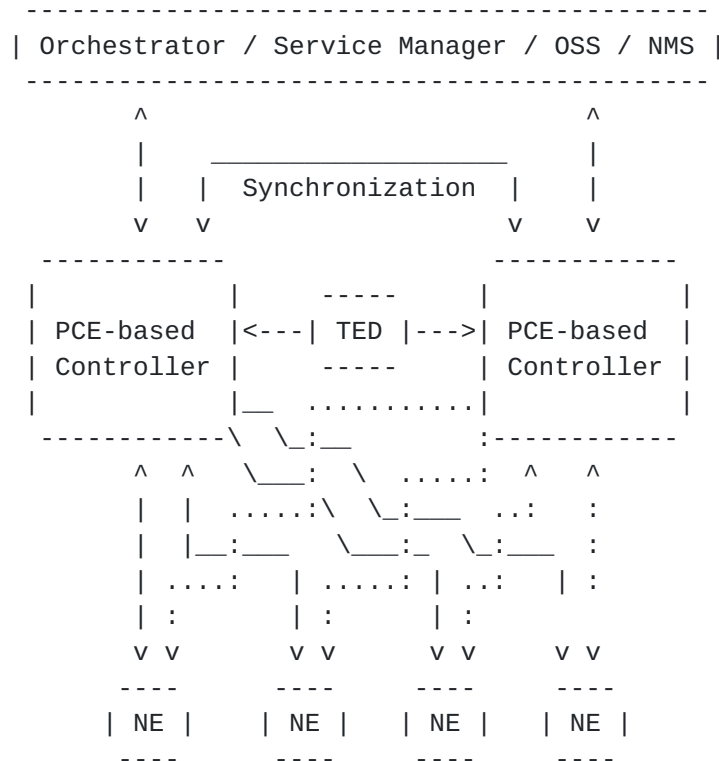 Orchestrator / Service Manager / OSS / NMS
Synchronization
PCE-based TED PCE-based
Controller Controller
NE NE NE NE